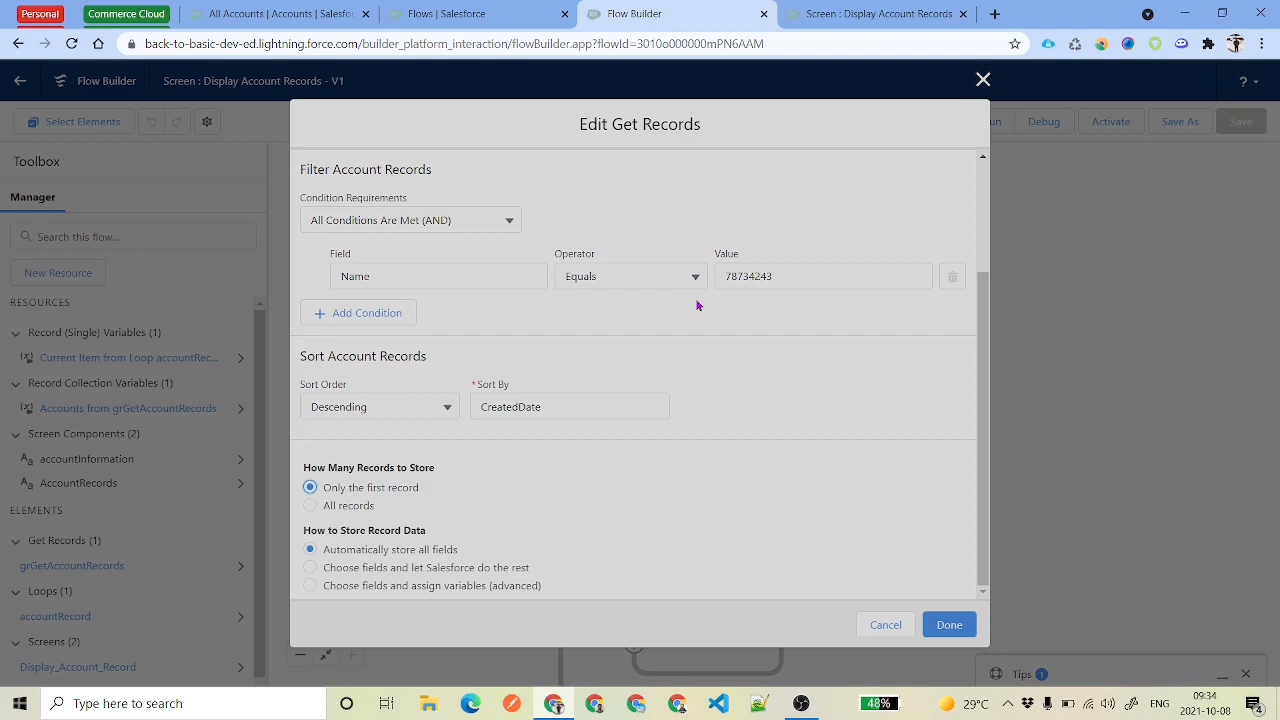 Personal
Commerce Cloud
All Accounts | Accounts | Salesfor
Flows | Salesforce
Flow Builder
Screen : Display Account Records
back-to-basic-dev-ed.lightning.force.com/builder_platform_interaction/flowBuilder.app?flowId=3010o000000mPN6AAM
Flow Builder
Screen : Display Account Records - V1
?
Select Elements
un
Debug
Activate
Save As
Save
Toolbox
Manager
Search this flow...
New Resource
RESOURCES
Record (Single) Variables (1)
Current Item from Loop accountRec...
Record Collection Variables (1)
Accounts from grGetAccountRecords
Screen Components (2)
accountInformation
AccountRecords
ELEMENTS
Get Records (1)
grGetAccountRecords
Loops (1)
accountRecord
Screens (2)
Display_Account_Record
Edit Get Records
Filter Account Records
Condition Requirements
All Conditions Are Met (AND)
Field
Operator
Value
Name
Equals
78734243
+ Add Condition
Sort Account Records
Sort Order
* Sort By
Descending
CreatedDate
How Many Records to Store
Only the first record
All records
How to Store Record Data
Automatically store all fields
Choose fields and let Salesforce do the rest
Choose fields and assign variables (advanced)
Cancel
Done
Tips 1
Type here to search
48%
29°C
ENG
09:34
2021-10-08
4